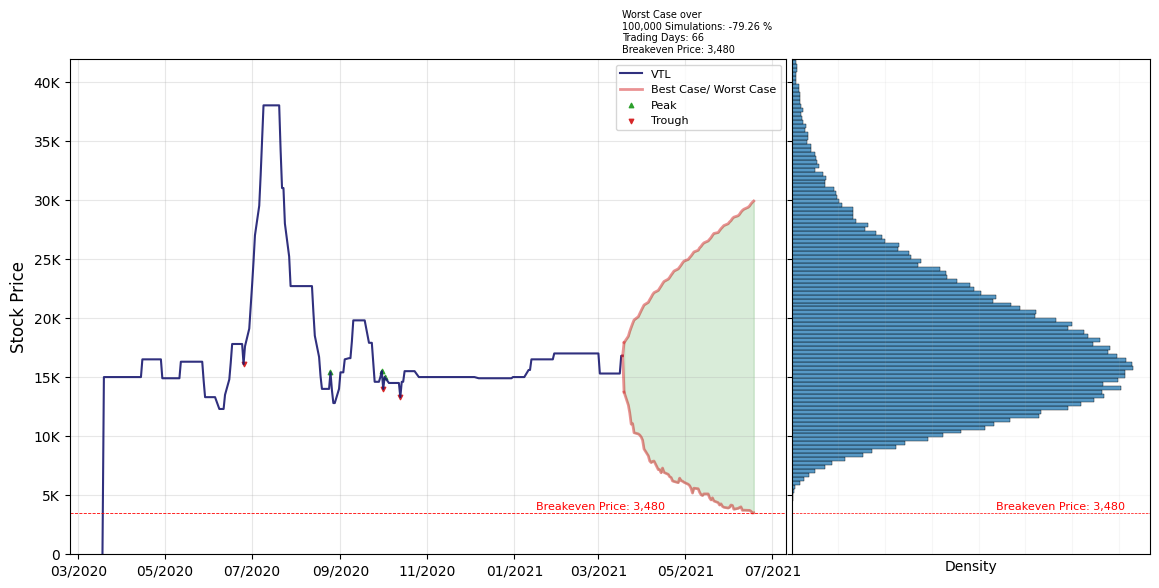 Worst Case over
100,000 Simulations: -79.26 %
Trading Days: 66
Breakeven Price: 3,480
VTL
Best Case/ Worst Case
Peak
Trough
Stock Price
40K
35K
30K
25K
20K
15K
10K
5K
0
Breakeven Price: 3,480
Breakeven Price: 3,480
03/2020 05/2020 07/2020 09/2020 11/2020 01/2021 03/2021 05/2021 07/2021
Density